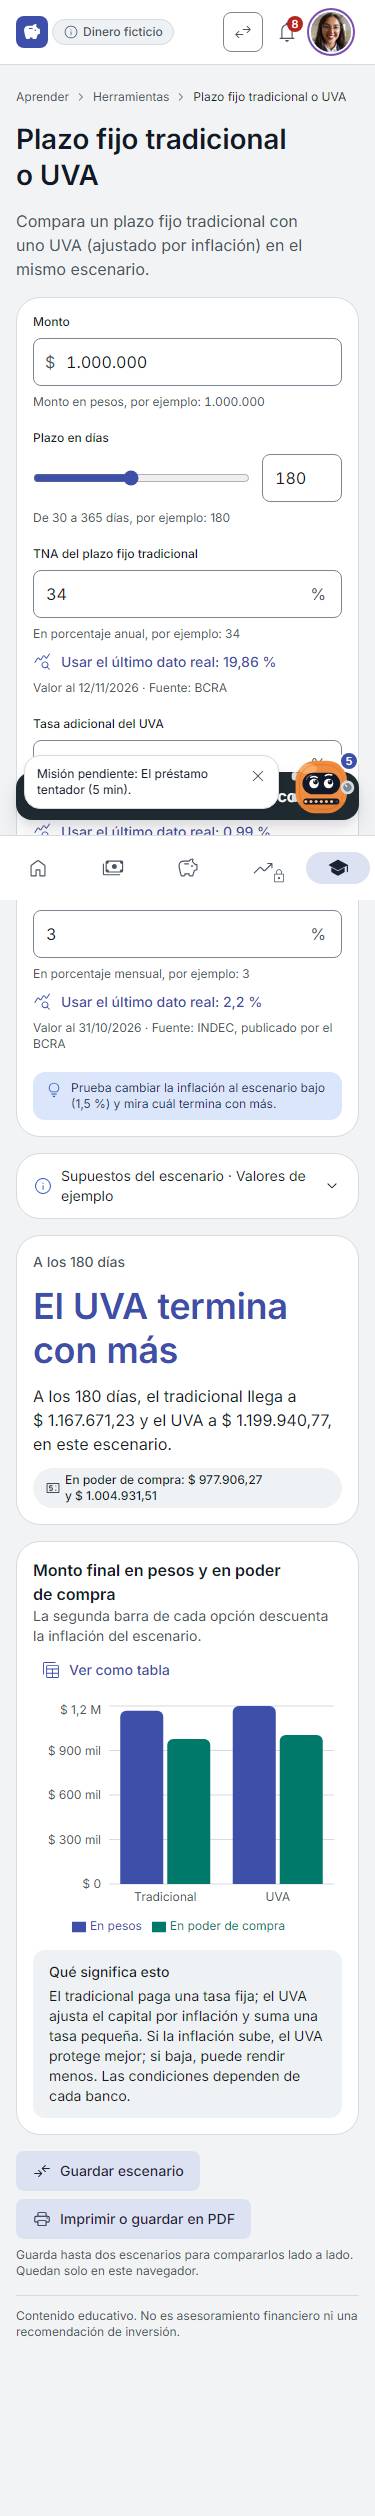 Dinero ficticio
8
Aprender > Herramientas > Plazo fijo tradicional o UVA
Plazo fijo tradicional
o UVA
Compara un plazo fijo tradicional con
uno UVA (ajustado por inflación) en el
mismo escenario.
Monto
$ 1.000.000
Monto en pesos, por ejemplo: 1.000.000
Plazo en días
180
De 30 a 365 días, por ejemplo: 180
TNA del plazo fijo tradicional
34 %
En porcentaje anual, por ejemplo: 34
Usar el último dato real: 19,86 %
Valor al 12/11/2026 · Fuente: BCRA
Tasa adicional del UVA
5
Misión pendiente: El préstamo
tentador (5 min).
Usar el último dato real: 0,99 %
3 %
En porcentaje mensual, por ejemplo: 3
Usar el último dato real: 2,2 %
Valor al 31/10/2026 · Fuente: INDEC, publicado por el
BCRA
Prueba cambiar la inflación al escenario bajo
(1,5 %) y mira cuál termina con más.
Supuestos del escenario · Valores de
ejemplo
A los 180 días
El UVA termina
con más
A los 180 días, el tradicional llega a
$ 1.167.671,23 y el UVA a $ 1.199.940,77,
en este escenario.
En poder de compra: $ 977.906,27
y $ 1.004.931,51
Monto final en pesos y en poder
de compra
La segunda barra de cada opción descuenta
la inflación del escenario.
Ver como tabla
$ 1,2 M
$ 900 mil
$ 600 mil
$ 300 mil
$ 0
Tradicional UVA
En pesos En poder de compra
Qué significa esto
El tradicional paga una tasa fija; el UVA
ajusta el capital por inflación y suma una
tasa pequeña. Si la inflación sube, el UVA
protege mejor; si baja, puede rendir
menos. Las condiciones dependen de
cada banco.
Guardar escenario
Imprimir o guardar en PDF
Guarda hasta dos escenarios para compararlos lado a lado.
Quedan solo en este navegador.
Contenido educativo. No es asesoramiento financiero ni una
recomendación de inversión.